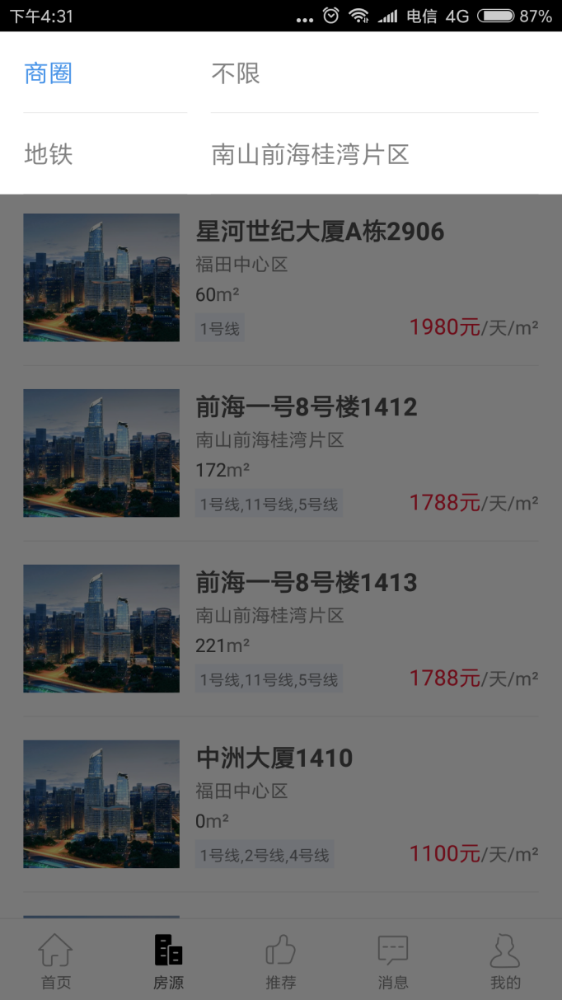 下午4:31 ... 电信 4G 87%
商圈 不限
地铁 南山前海桂湾片区
星河世纪大厦A栋2906
福田中心区
60m²
1号线 1980元/天/m²
前海一号8号楼1412
南山前海桂湾片区
172m²
1号线,11号线,5号线 1788元/天/m²
前海一号8号楼1413
南山前海桂湾片区
221m²
1号线,11号线,5号线 1788元/天/m²
中洲大厦1410
福田中心区
0m²
1号线,2号线,4号线 1100元/天/m²
首页 房源 推荐 消息 我的